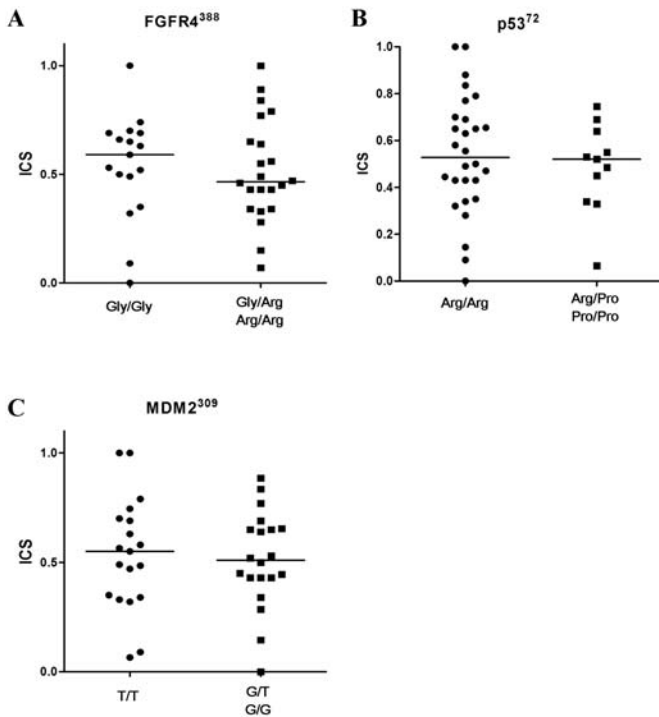 A
FGFR4³⁸⁸
1.0
0.5
0.0
ICS
Gly/Gly
Gly/Arg
Arg/Arg
B
p53⁷²
1.0
0.8
0.6
0.4
0.2
0.0
ICS
Arg/Arg
Arg/Pro
Pro/Pro
C
MDM2³⁰⁹
1.0
0.5
0.0
ICS
T/T
G/T
G/G